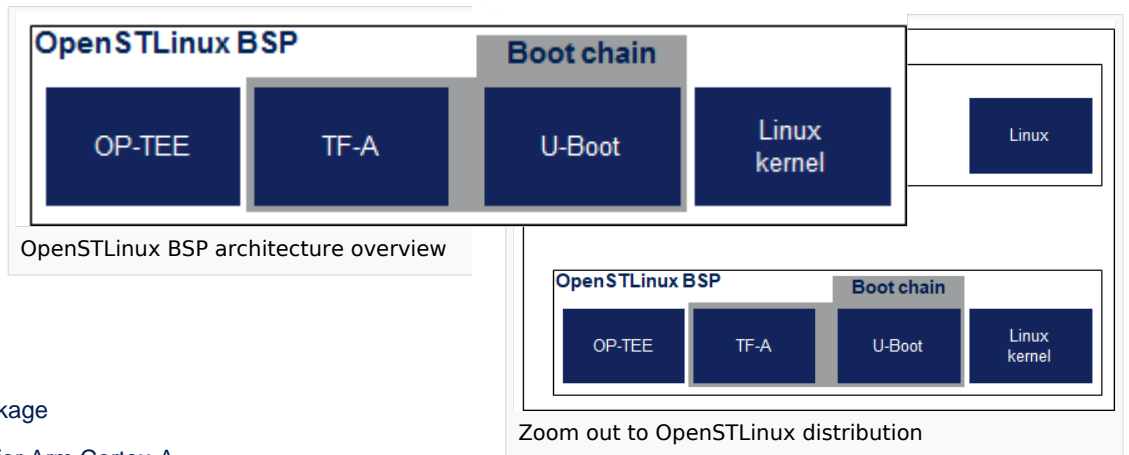 OpenSTLinux BSP
Boot chain
OP-TEE
TF-A
U-Boot
Linux
kernel
OpenSTLinux BSP architecture overview
Linux
OpenSTLinux BSP
Boot chain
OP-TEE
TF-A
U-Boot
Linux
kernel
Zoom out to OpenSTLinux distribution
kage